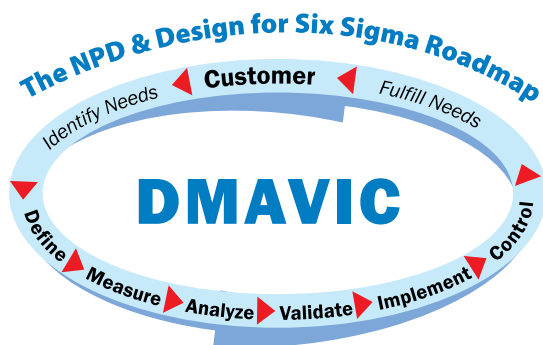 The NPD & Design for Six Sigma Roadmap
Customer
Identify Needs
Fulfill Needs
DMAVIC
Define
Measure
Analyze
Validate
Implement
Control